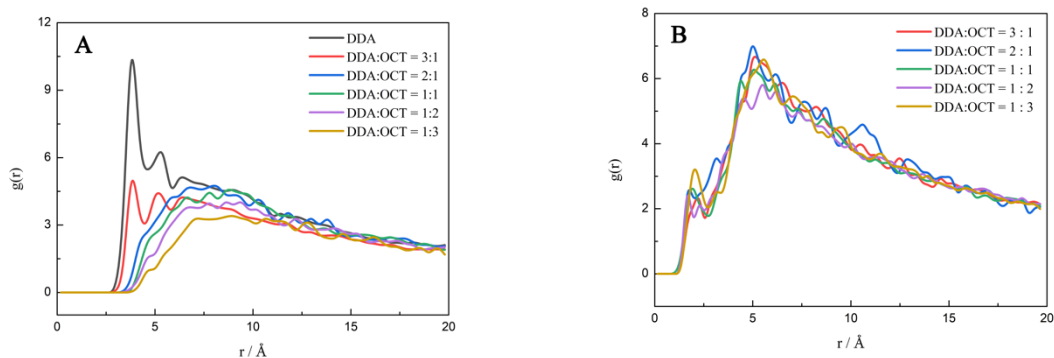 A
DDA
DDA:OCT = 3:1
DDA:OCT = 2:1
DDA:OCT = 1:1
DDA:OCT = 1:2
DDA:OCT = 1:3
12
9
6
3
0
g(r)
0 5 10 15 20
r / Å
B
DDA:OCT = 3 : 1
DDA:OCT = 2 : 1
DDA:OCT = 1 : 1
DDA:OCT = 1 : 2
DDA:OCT = 1 : 3
8
6
4
2
0
g(r)
0 5 10 15 20
r / Å